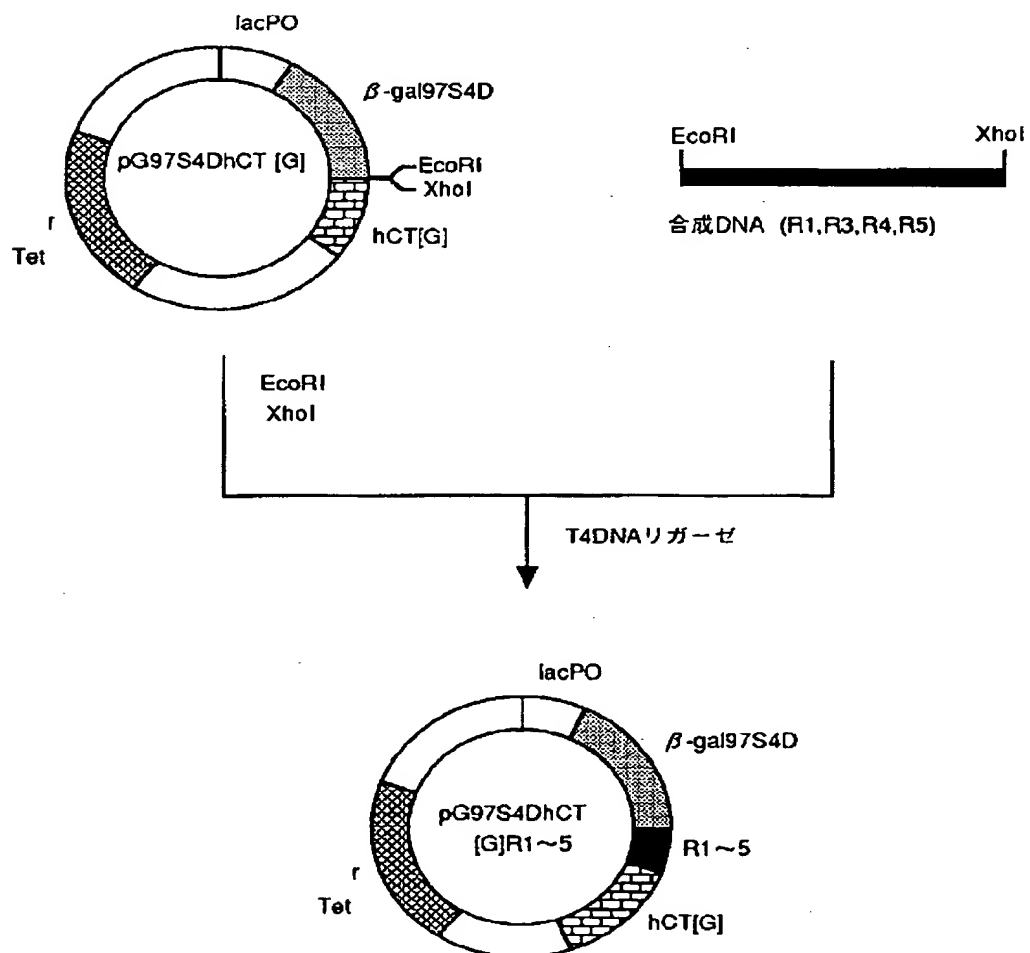 lacPO
β-gal97S4D
pG97S4DhCT [G]
EcoRI
XhoI
hCT[G]
r
Tet
EcoRI
XhoI
合成DNA (R1,R3,R4,R5)
EcoRI
XhoI
T4DNAリガーゼ
lacPO
β-gal97S4D
pG97S4DhCT
[G]R1～5
R1～5
r
Tet
hCT[G]